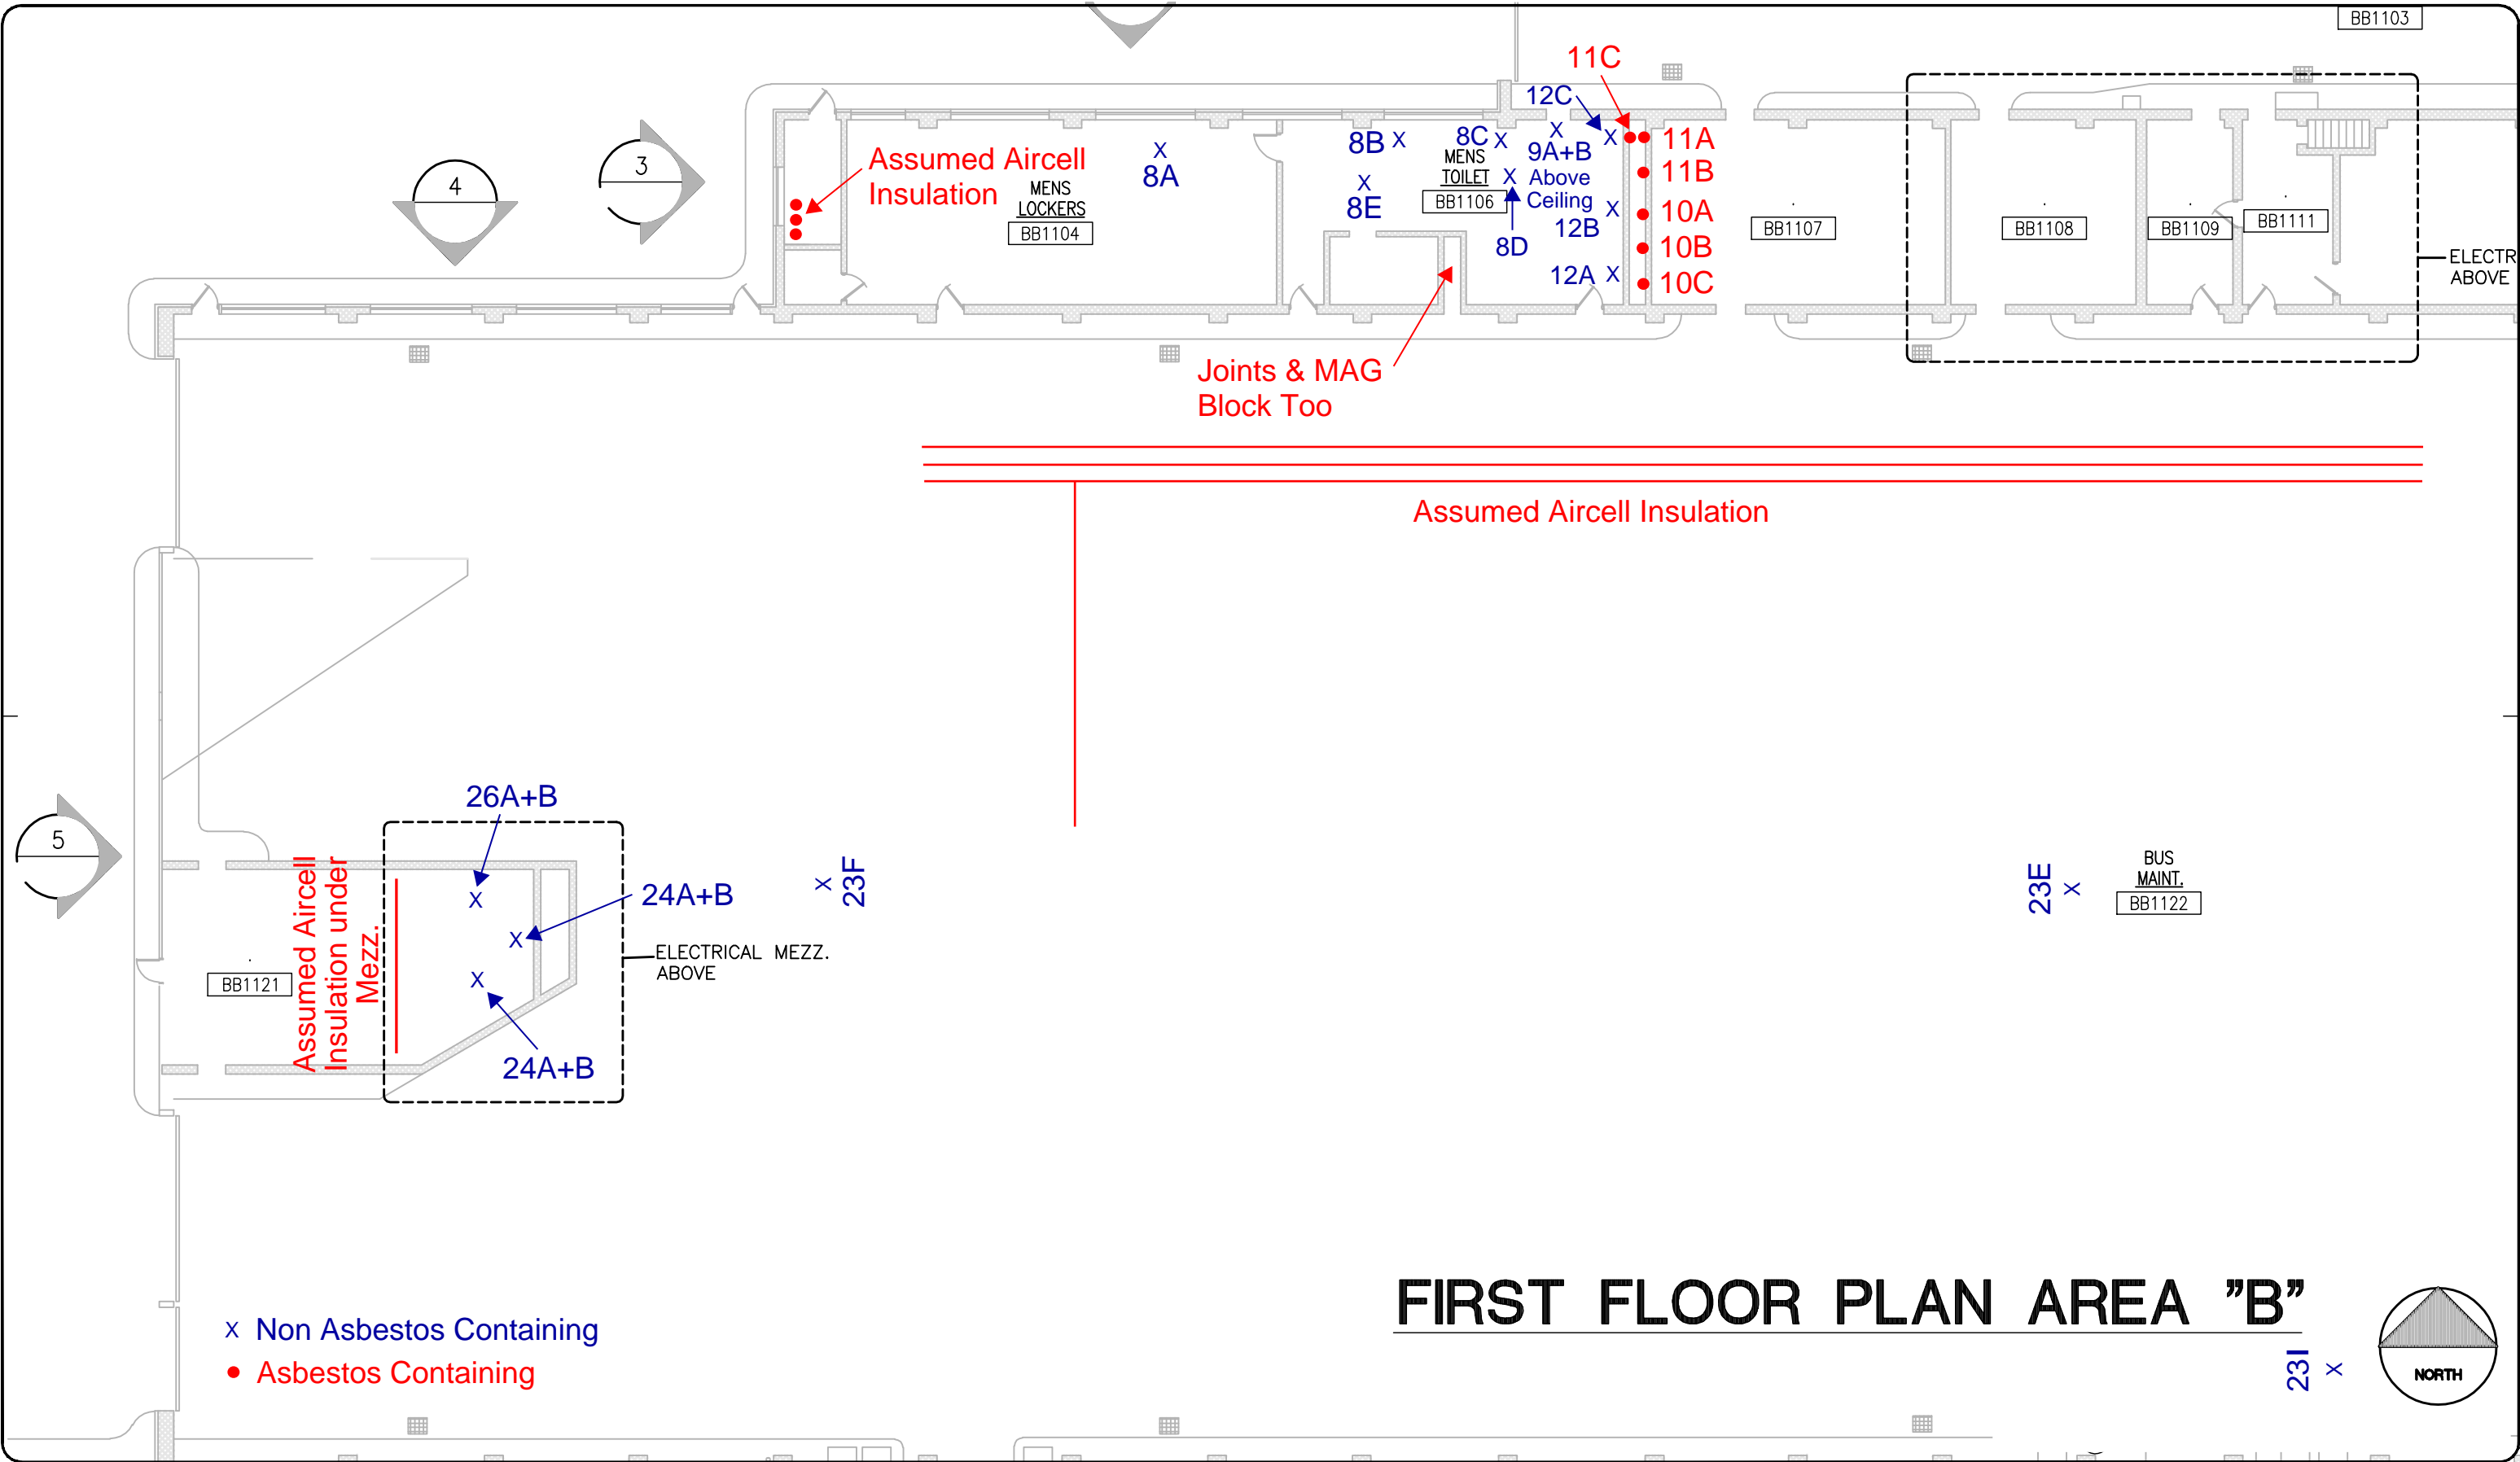 BB1103
11C
12C
8B
8C
9A+B
Above
Ceiling
11A
11B
10A
10B
10C
3
4
Assumed Aircell
Insulation
8A
MENS
LOCKERS
BB1104
8E
MENS
TOILET
BB1106
8D
12B
12A
BB1107
BB1108
BB1109
BB1111
ELECTR
ABOVE
Joints & MAG
Block Too
Assumed Aircell Insulation
26A+B
5
Assumed Aircell
Insulation under
Mezz.
24A+B
23F
ELECTRICAL MEZZ.
ABOVE
BB1121
24A+B
23E
BUS
MAINT.
BB1122
FIRST FLOOR PLAN AREA "B"
x Non Asbestos Containing
• Asbestos Containing
23I
NORTH